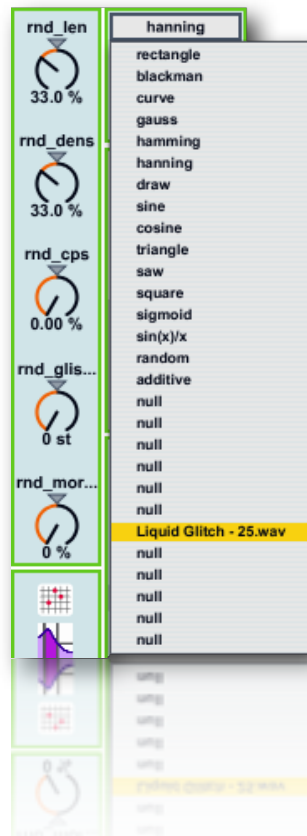 rnd_len
33.0 %
rnd_dens
33.0 %
rnd_cps
0.00 %
rnd_glis...
0 st
rnd_mor...
0 %
hanning
rectangle
blackman
curve
gauss
hamming
hanning
draw
sine
cosine
triangle
saw
square
sigmoid
sin(x)/x
random
additive
null
null
null
null
null
null
Liquid Glitch - 25.wav
null
null
null
null
null